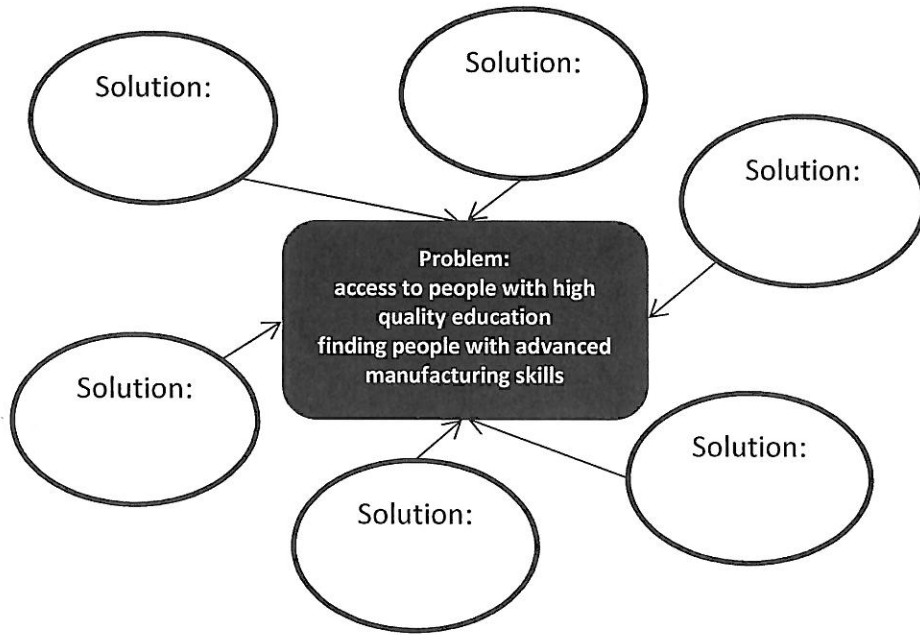 Solution:
Solution:
Solution:
Problem:
access to people with high
quality education
finding people with advanced
manufacturing skills
Solution:
Solution:
Solution: